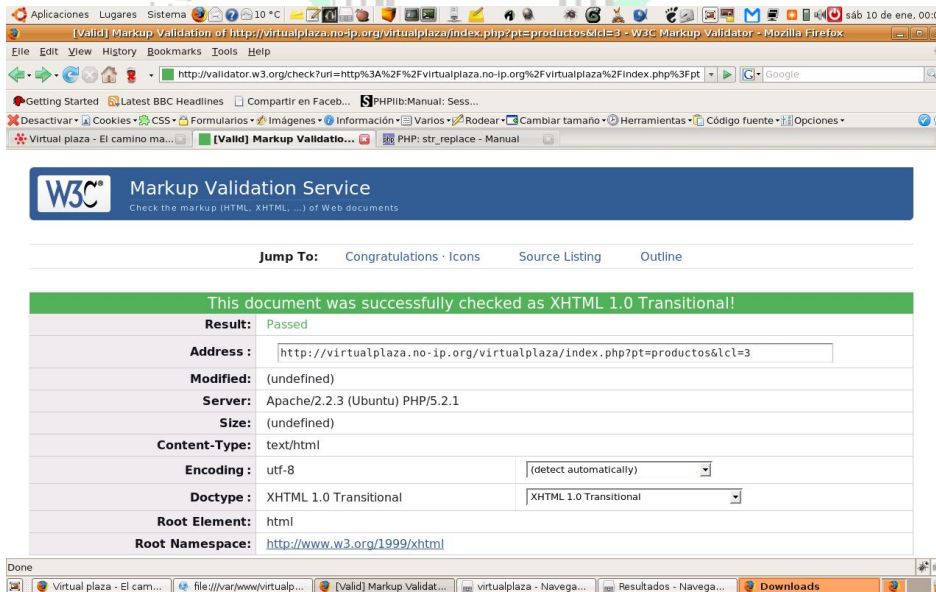 Aplicaciones Lugares Sistema 10 °C sáb 10 de ene, 00:0
[Valid] Markup Validation of http://virtualplaza.no-ip.org/virtualplaza/index.php?pt=productos&lcl=3 - W3C Markup Validator - Mozilla Firefox
File Edit View History Bookmarks Tools Help
http://validator.w3.org/check?uri=http%3A%2F%2Fvirtualplaza.no-ip.org%2Fvirtualplaza%2Findex.php%3Fpt Google
Getting Started Latest BBC Headlines Compartir en Faceb... PHPlib:Manual: Sess...
Desactivar Cookies CSS Formularios Imágenes Información Varios Rodear Cambiar tamaño Herramientas Código fuente Opciones
Virtual plaza - El camino ma... [Valid] Markup Validatio... PHP: str_replace - Manual
W3C Markup Validation Service
Check the markup (HTML, XHTML, ...) of Web documents
Jump To: Congratulations · Icons Source Listing Outline
This document was successfully checked as XHTML 1.0 Transitional!
Result: Passed
Address : http://virtualplaza.no-ip.org/virtualplaza/index.php?pt=productos&lcl=3
Modified: (undefined)
Server: Apache/2.2.3 (Ubuntu) PHP/5.2.1
Size: (undefined)
Content-Type: text/html
Encoding : utf-8 (detect automatically)
Doctype : XHTML 1.0 Transitional XHTML 1.0 Transitional
Root Element: html
Root Namespace: http://www.w3.org/1999/xhtml
Done
Virtual plaza - El cam... file:///var/www/virtualp... [Valid] Markup Validat... virtualplaza - Navega... Resultados - Navega... Downloads